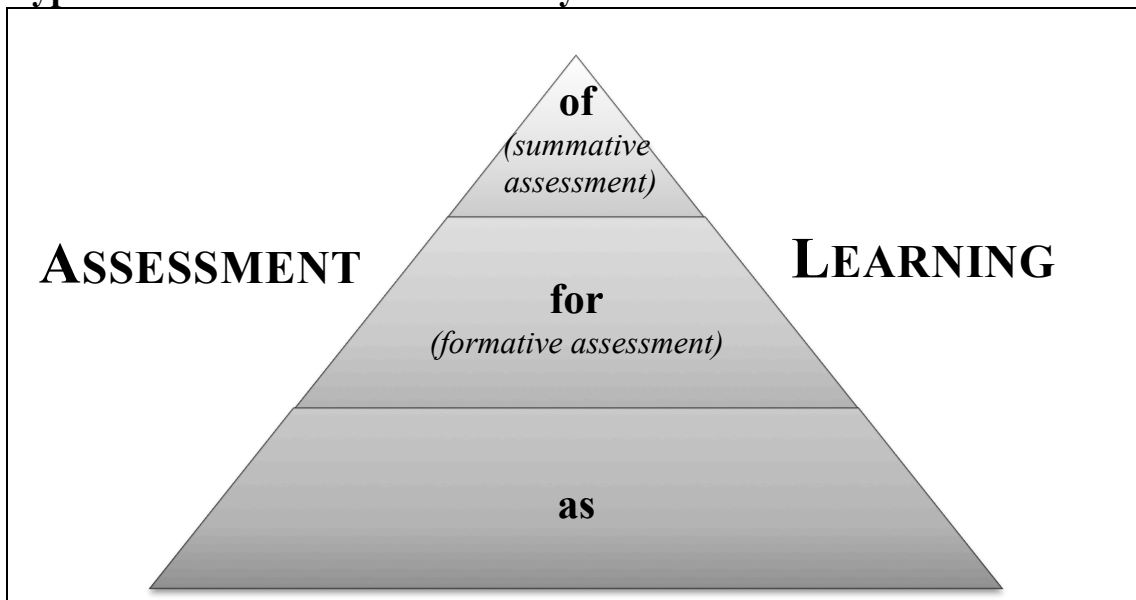 of
(summative
assessment)
ASSESSMENT
LEARNING
for
(formative assessment)
as